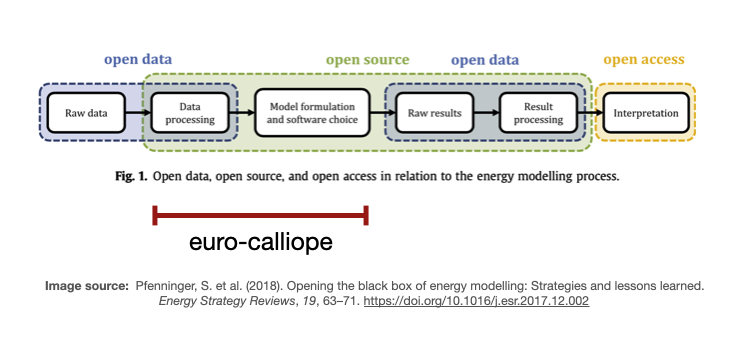 open data
open source
open data
open access
Raw data
Data
processing
Model formulation
and software choice
Raw results
Result
processing
Interpretation
Fig. 1. Open data, open source, and open access in relation to the energy modelling process.
euro-calliope
Image source: Pfenninger, S. et al. (2018). Opening the black box of energy modelling: Strategies and lessons learned.
Energy Strategy Reviews, 19, 63–71. https://doi.org/10.1016/j.esr.2017.12.002